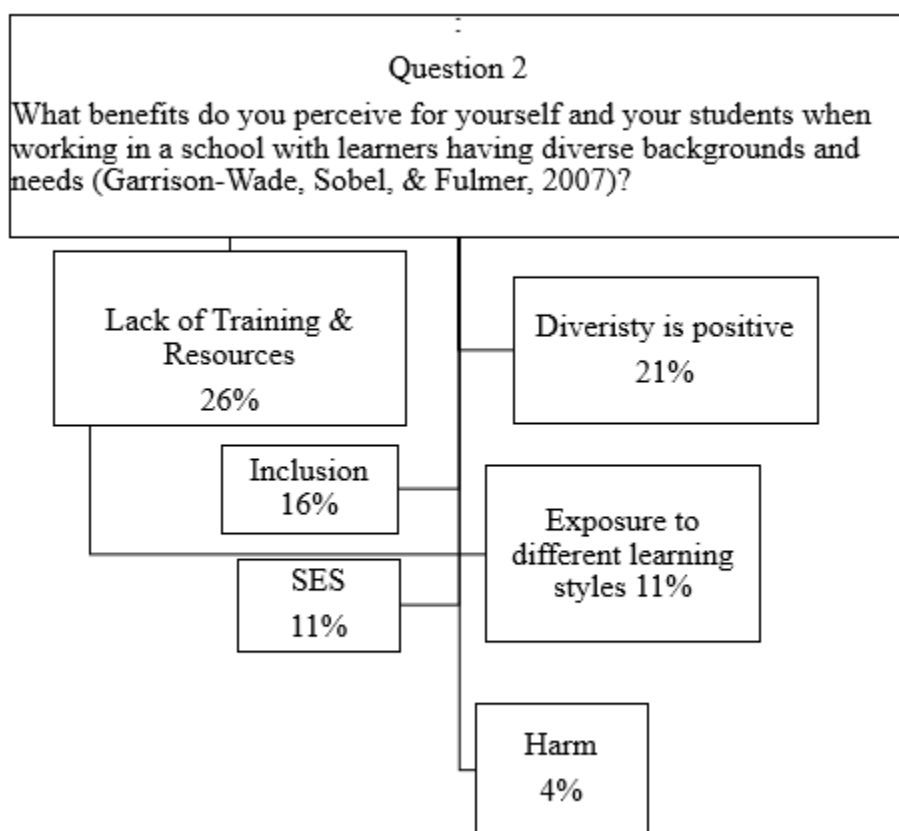 :
Question 2
What benefits do you perceive for yourself and your students when
working in a school with learners having diverse backgrounds and
needs (Garrison-Wade, Sobel, & Fulmer, 2007)?
Lack of Training &
Resources
26%
Diveristy is positive
21%
Inclusion
16%
Exposure to
different learning
styles 11%
SES
11%
Harm
4%